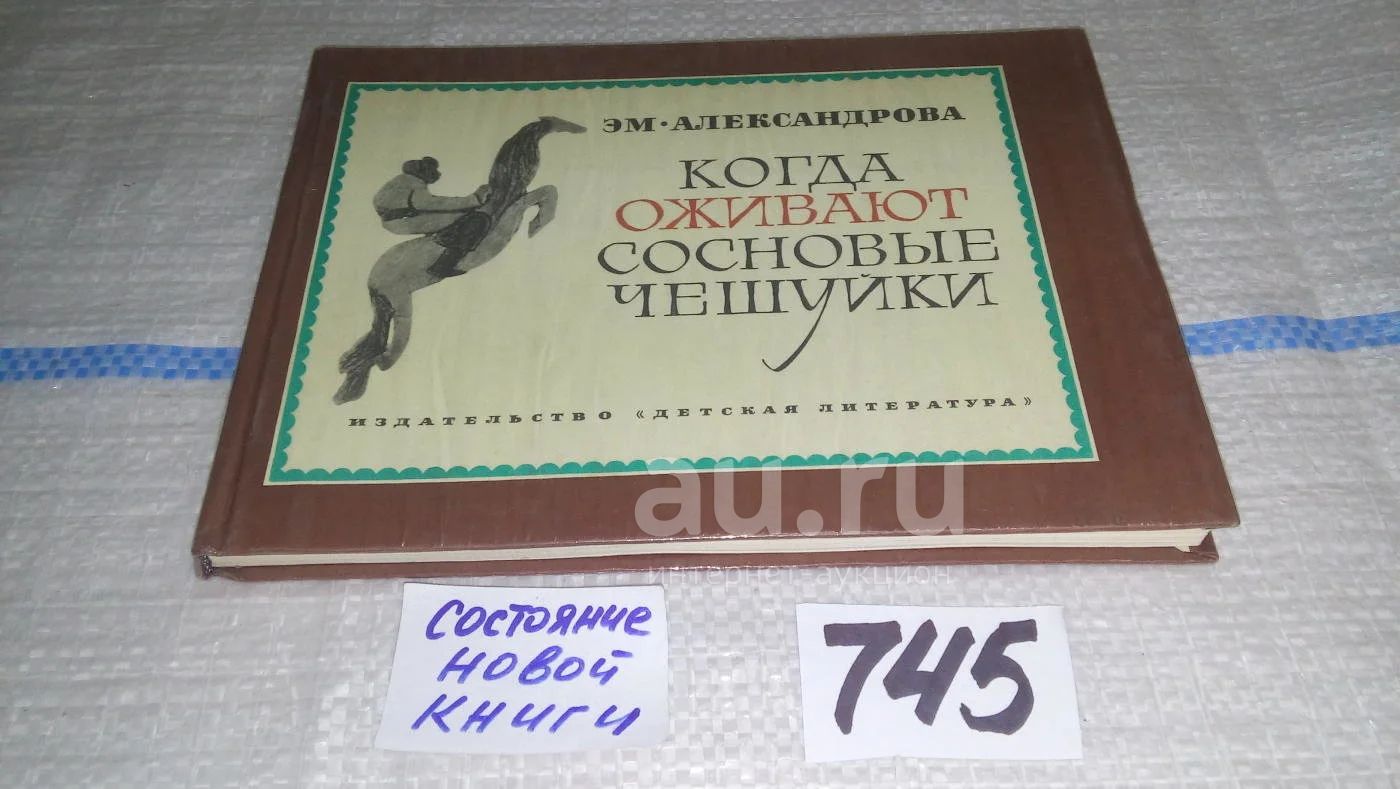 ЭМ·АЛЕКСАНДРОВА
КОГДА
ОЖИВАЮТ
СОСНОВЫЕ
ЧЕШУЙКИ
ИЗДАТЕЛЬСТВО «ДЕТСКАЯ ЛИТЕРАТУРА»
au.ru
интернет-аукцион
состояние
новой
книги
745